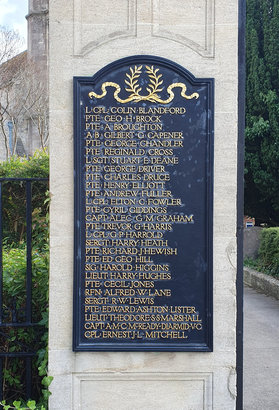 L·CPL·COLIN·BLANDFORD
PTE·GEO·H·BROCK
PTE·A·BROUGHTON
A·B·GILBERT·G·CAPENER
PTE·GEORGE·CHANDLER
PTE·REGINALD·CROSS
L·SGT·STUART·E·DEANE
PTE·GEORGE·DRIVER
PTE·CHARLES·DRUCE
PTE·HENRY·ELLIOTT
PTE·ANDREW·FULLER
L·CPL·ELTON·C·FOWLER
PTE·CYRIL·GIDDINGS
CAPT·ALEC·G·M·GRAHAM
PTE·TREVOR·G·HARRIS
L·CPL·G·P·HARROLD
SERGT·HARRY·HEATH
PTE·RICHARD·J·HEWISH
PTE·ED·GEO·HILL
SIG·HAROLD·HIGGINS
LIEUT·HARRY·HUGHES
PTE·CECIL·JONES
RFN·ALFRED·W·LANE
SERGT·R·W·LEWIS
PTE·EDWARD·ASHTON·LISTER
LIEUT·THEODORE·S·S·MARSHALL
CAPT·A·M·C·McREADY·DIARMID·V·C
CPL·ERNEST·J·L·MITCHELL